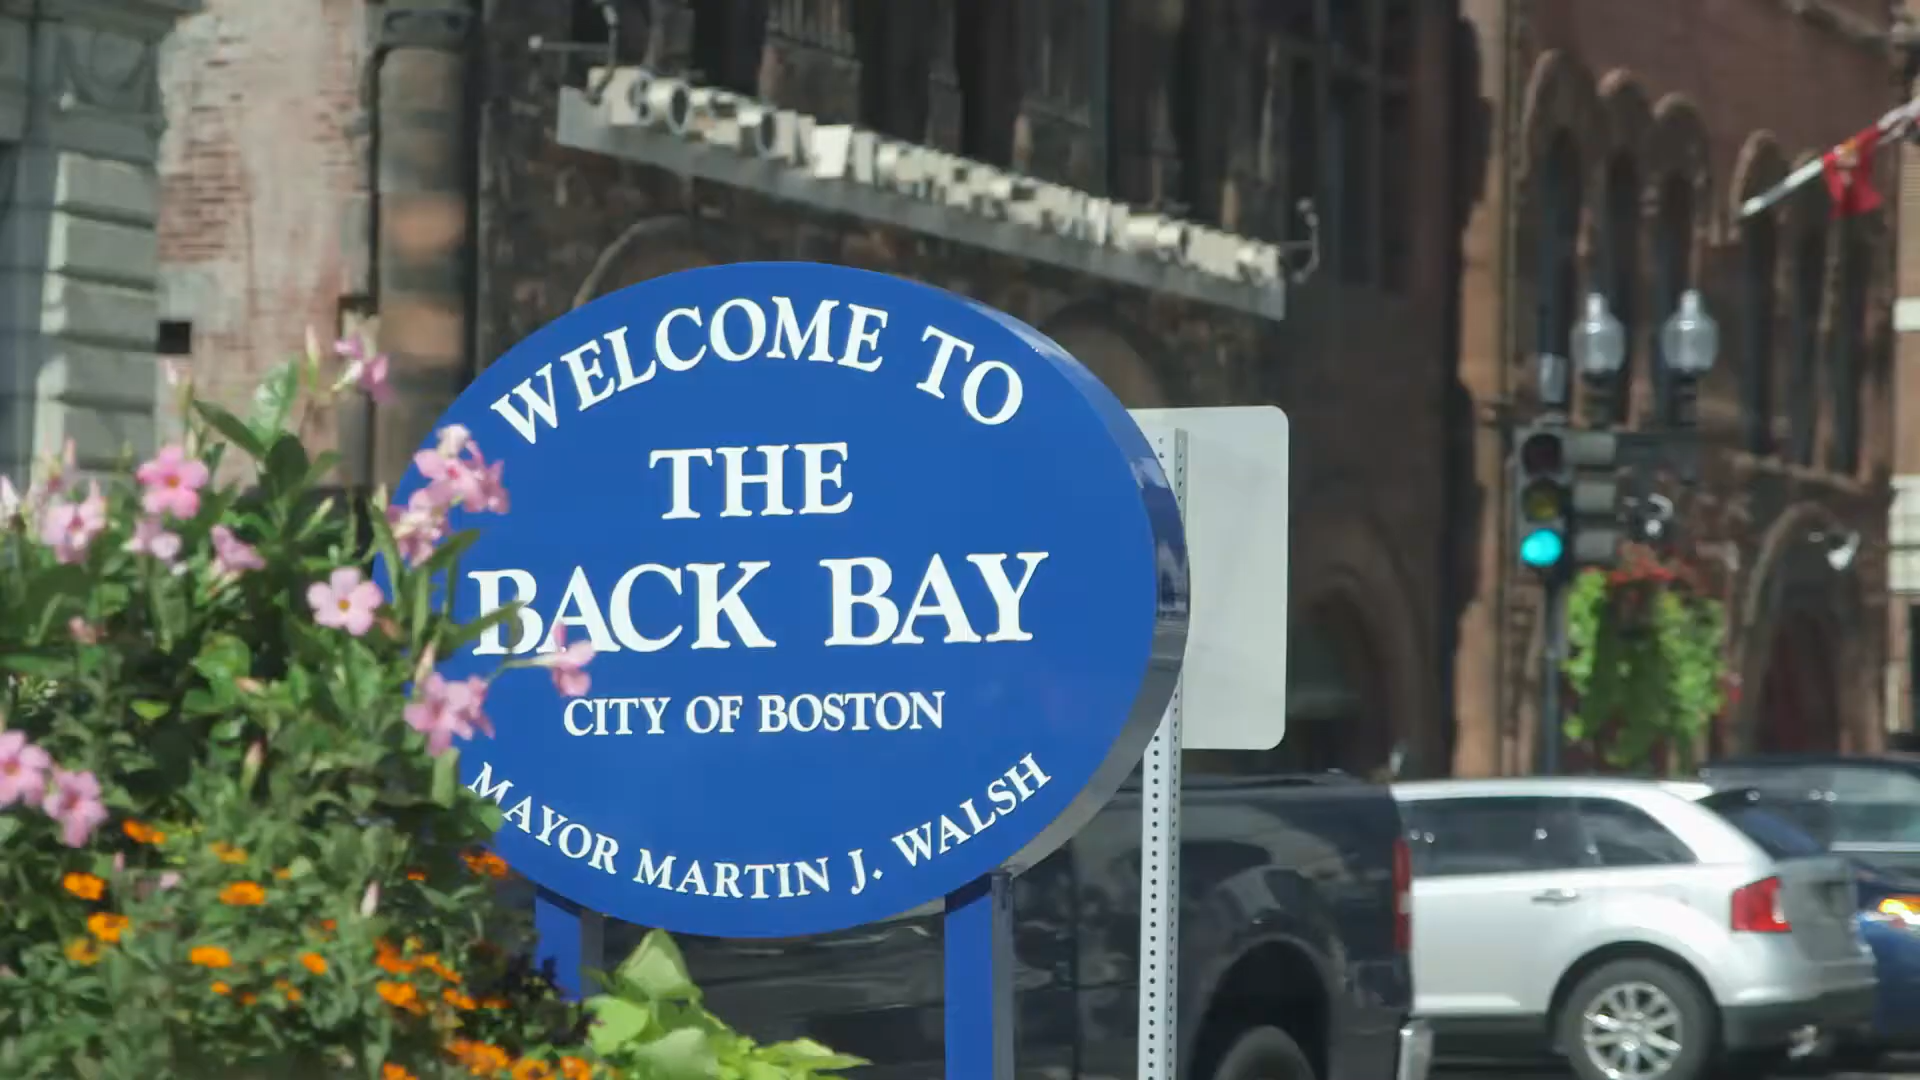 WELCOME TO
THE
BACK BAY
CITY OF BOSTON
MAYOR MARTIN J. WALSH